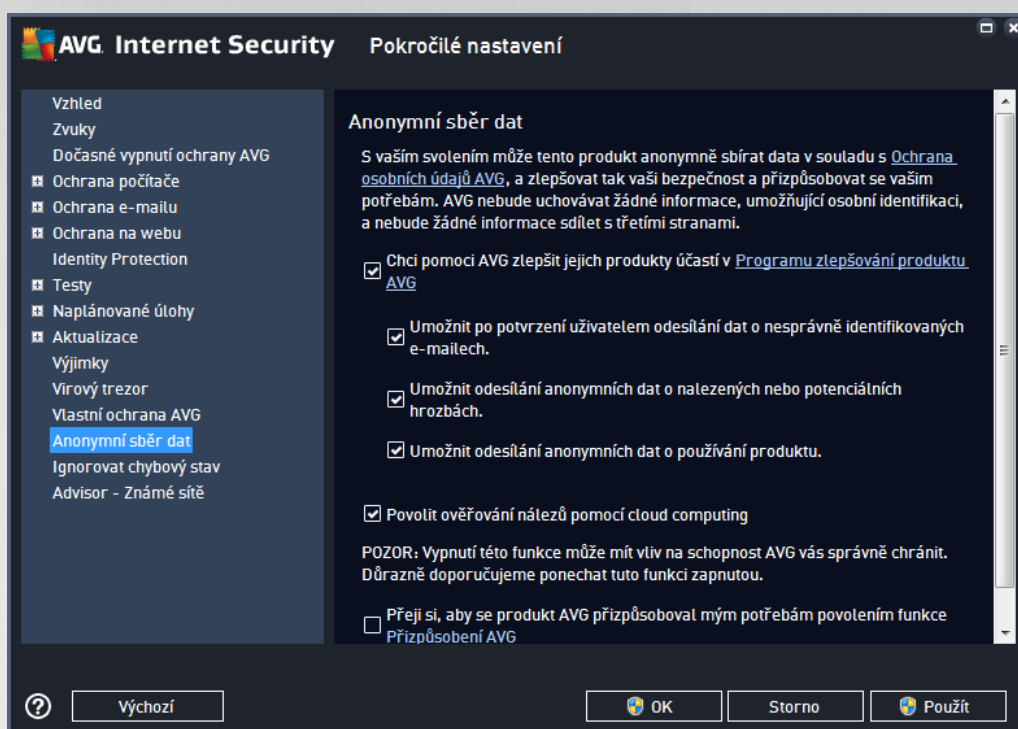 AVG. Internet Security Pokročilé nastavení
Vzhled
Zvuky
Dočasné vypnutí ochrany AVG
Ochrana počítače
Ochrana e-mailu
Ochrana na webu
Identity Protection
Testy
Naplánované úlohy
Aktualizace
Výjimky
Virový trezor
Vlastní ochrana AVG
Anonymní sběr dat
Ignorovat chybový stav
Advisor - Známé sítě
Anonymní sběr dat
S vaším svolením může tento produkt anonymně sbírat data v souladu s Ochrana
osobních údajů AVG, a zlepšovat tak vaši bezpečnost a přizpůsobovat se vašim
potřebám. AVG nebude uchovávat žádné informace, umožňující osobní identifikaci,
a nebude žádné informace sdílet s třetími stranami.
Chci pomoci AVG zlepšit jejich produkty účastí v Programu zlepšování produktu
AVG
Umožnit po potvrzení uživatelem odesílání dat o nesprávně identifikovaných
e-mailech.
Umožnit odesílání anonymních dat o nalezených nebo potenciálních
hrozbách.
Umožnit odesílání anonymních dat o používání produktu.
Povolit ověřování nálezů pomocí cloud computing
POZOR: Vypnutí této funkce může mít vliv na schopnost AVG vás správně chránit.
Důrazně doporučujeme ponechat tuto funkci zapnutou.
Přeji si, aby se produkt AVG přizpůsoboval mým potřebám povolením funkce
Přizpůsobení AVG
? Výchozí OK Storno Použít